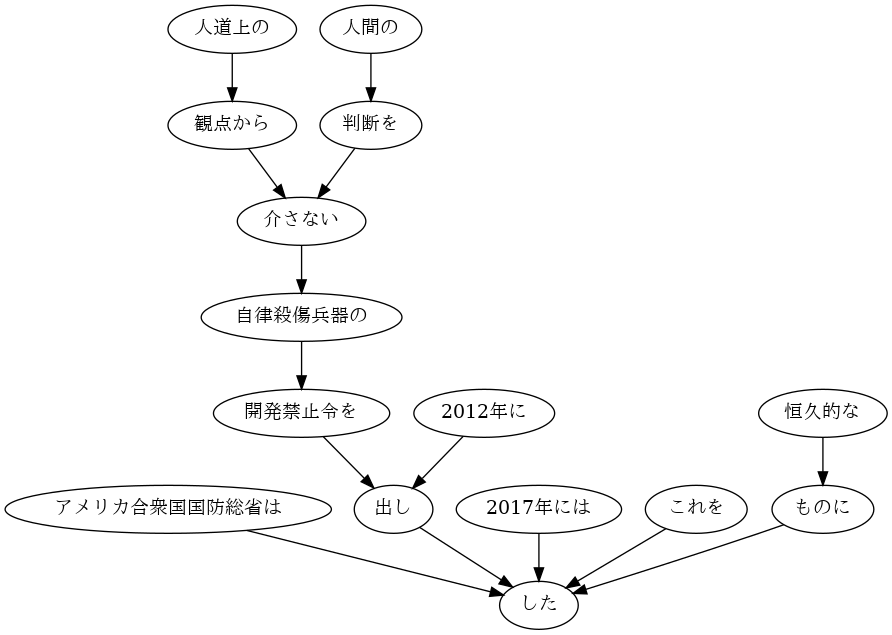 人道上の
人間の
観点から
判断を
介さない
自律殺傷兵器の
開発禁止令を
2012年に
恒久的な
アメリカ合衆国国防総省は
出し
2017年には
これを
ものに
した